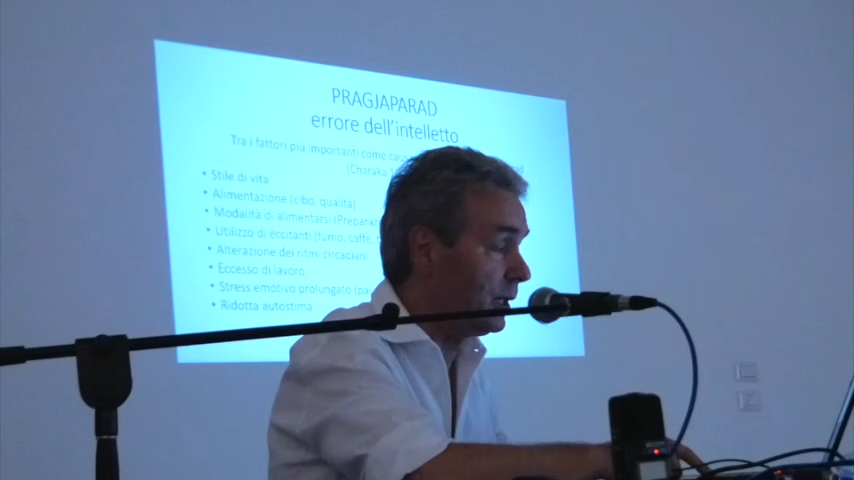 PRAGJAPARAD
errore dell'intelletto
Tra i fattori più importanti come
(Charaka
• Stile di vita
• Alimentazione (cibo, qualità)
• Modalità di alimentarsi
• Utilizzo di eccitanti (fumo, caffè,
• Alterazione dei ritmi circadiani
• Eccesso di lavoro
• Stress emotivo prolungato
• Ridotta autostima